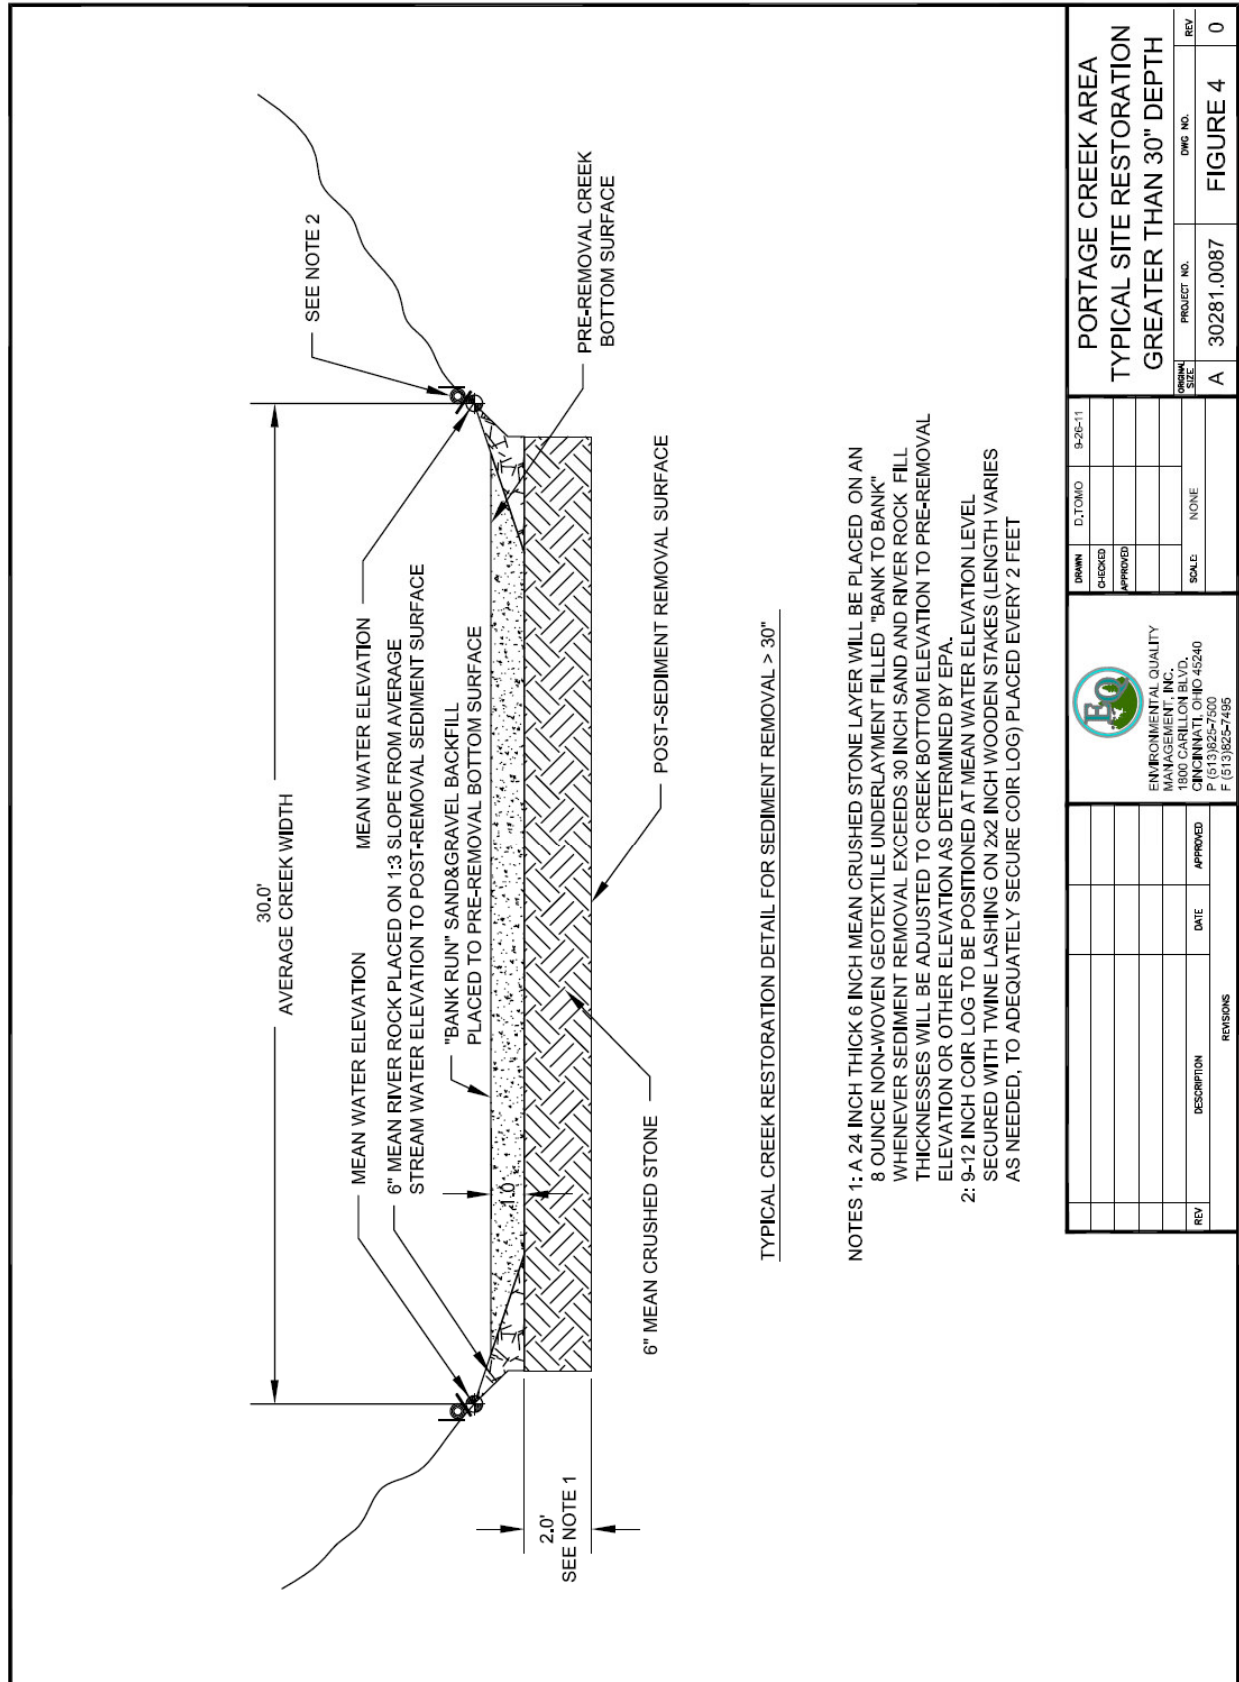 30.0'
AVERAGE CREEK WIDTH
MEAN WATER ELEVATION
6" MEAN RIVER ROCK PLACED ON 1:3 SLOPE FROM AVERAGE
STREAM WATER ELEVATION TO POST-REMOVAL SEDIMENT SURFACE
"BANK RUN" SAND&GRAVEL BACKFILL
PLACED TO PRE-REMOVAL BOTTOM SURFACE
MEAN WATER ELEVATION
SEE NOTE 2
PRE-REMOVAL CREEK
BOTTOM SURFACE
1.0'
2.0'
SEE NOTE 1
6" MEAN CRUSHED STONE
POST-SEDIMENT REMOVAL SURFACE
TYPICAL CREEK RESTORATION DETAIL FOR SEDIMENT REMOVAL > 30"
NOTES 1: A 24 INCH THICK 6 INCH MEAN CRUSHED STONE LAYER WILL BE PLACED ON AN
8 OUNCE NON-WOVEN GEOTEXTILE UNDERLAYMENT FILLED "BANK TO BANK"
WHENEVER SEDIMENT REMOVAL EXCEEDS 30 INCH SAND AND RIVER ROCK FILL
THICKNESSES WILL BE ADJUSTED TO CREEK BOTTOM ELEVATION TO PRE-REMOVAL
ELEVATION OR OTHER ELEVATION AS DETERMINED BY EPA.
2: 9-12 INCH COIR LOG TO BE POSITIONED AT MEAN WATER ELEVATION LEVEL
SECURED WITH TWINE LASHING ON 2X2 INCH WOODEN STAKES (LENGTH VARIES
AS NEEDED, TO ADEQUATELY SECURE COIR LOG) PLACED EVERY 2 FEET
REV
DESCRIPTION
DATE
APPROVED
REVISIONS
EQ
ENVIRONMENTAL QUALITY
MANAGEMENT, INC.
1800 CARILLON BLVD.
CINCINNATI, OHIO 45240
P (513)825-7500
F (513)825-7495
DRAWN D.TOMO 9-26-11
CHECKED
APPROVED
SCALE: NONE
PORTAGE CREEK AREA
TYPICAL SITE RESTORATION
GREATER THAN 30" DEPTH
ORIGINAL SIZE
A
PROJECT NO.
30281.0087
DWG NO.
FIGURE 4
REV
0